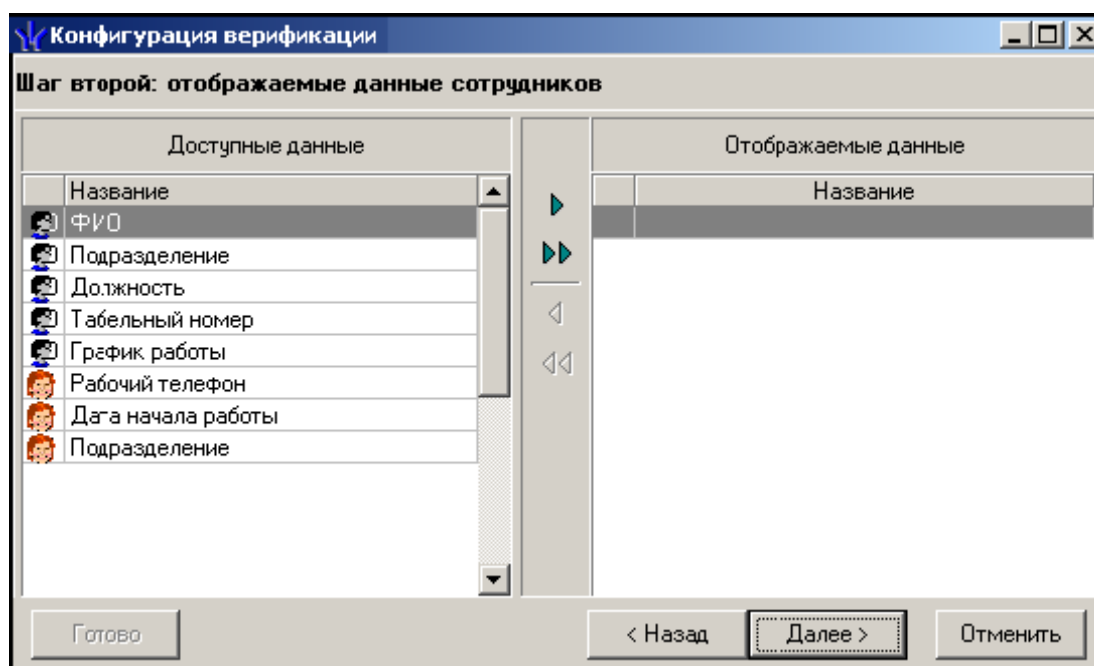 Конфигурация верификации
Шаг второй: отображаемые данные сотрудников
Доступные данные
Отображаемые данные
Название
Название
ФИО
Подразделение
Должность
Табельный номер
График работы
Рабочий телефон
Дата начала работы
Подразделение
Готово
< Назад
Далее >
Отменить